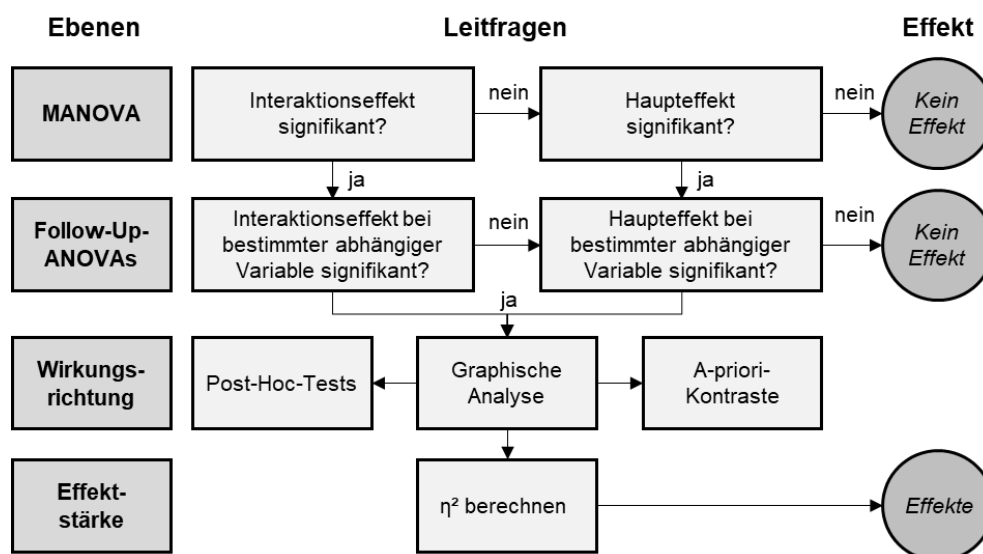 Ebenen
Leitfragen
Effekt
MANOVA
Interaktionseffekt
signifikant?
nein
Haupteffekt
signifikant?
nein
Kein
Effekt
ja
ja
Follow-Up-
ANOVAs
Interaktionseffekt bei
bestimmter abhängiger
Variable signifikant?
nein
Haupteffekt bei
bestimmter abhängiger
Variable signifikant?
nein
Kein
Effekt
ja
Wirkungs-
richtung
Post-Hoc-Tests
Graphische
Analyse
A-priori-
Kontraste
Effekt-
stärke
η² berechnen
Effekte